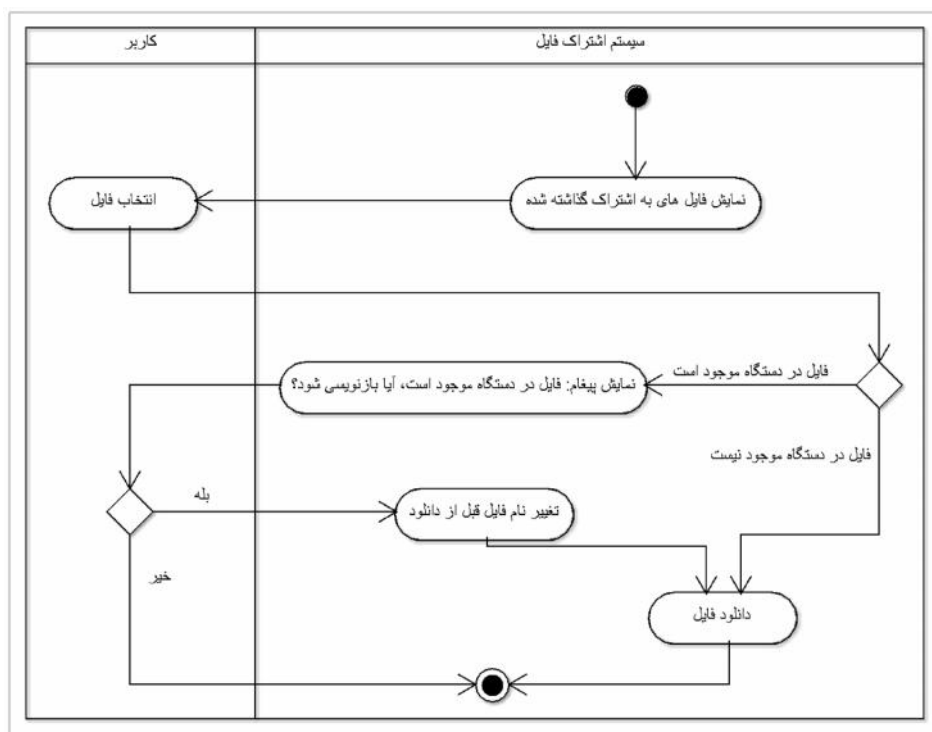 سیستم اشتراک فایل
کاربر
نمایش فایل های به اشتراک گذاشته شده
انتخاب فایل
فایل در دستگاه موجود است
نمایش پیغام: فایل در دستگاه موجود است، آیا بازنویسی شود؟
فایل در دستگاه موجود نیست
بله
تغییر نام فایل قبل از دانلود
خیر
دانلود فایل